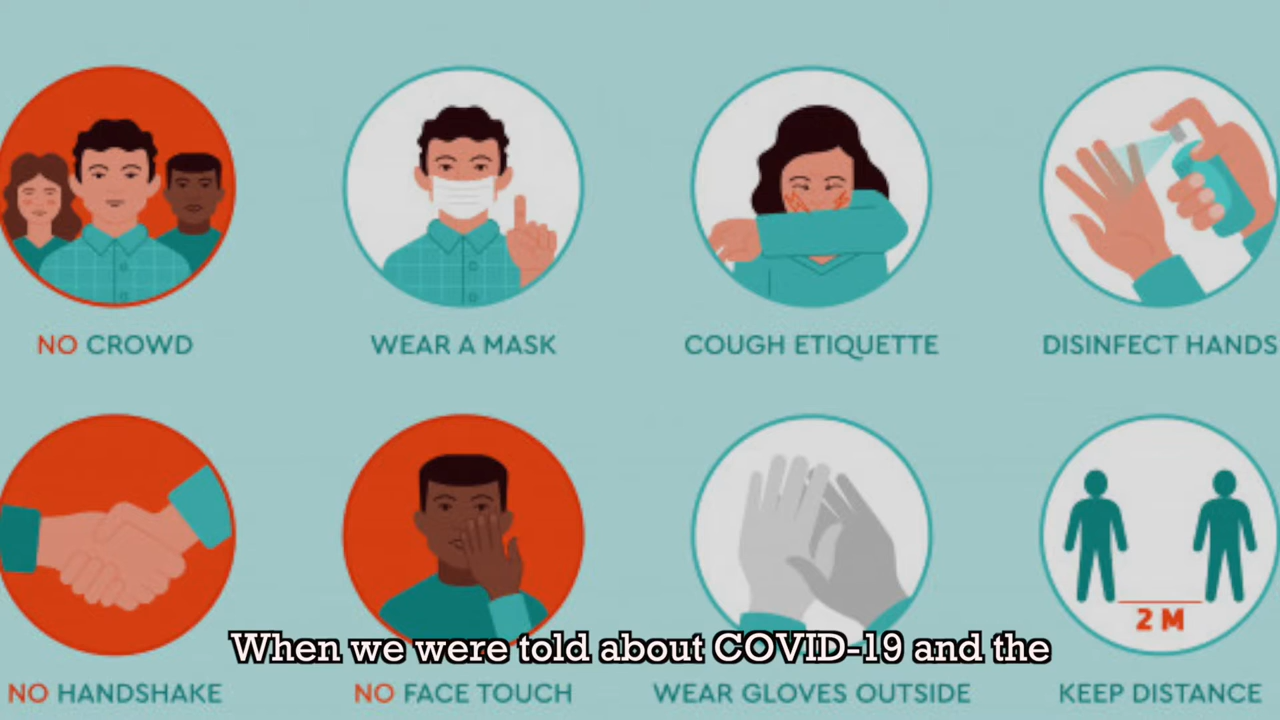 NO CROWD
WEAR A MASK
COUGH ETIQUETTE
DISINFECT HANDS
2 M
When we were told about COVID-19 and the
NO HANDSHAKE
NO FACE TOUCH
WEAR GLOVES OUTSIDE
KEEP DISTANCE